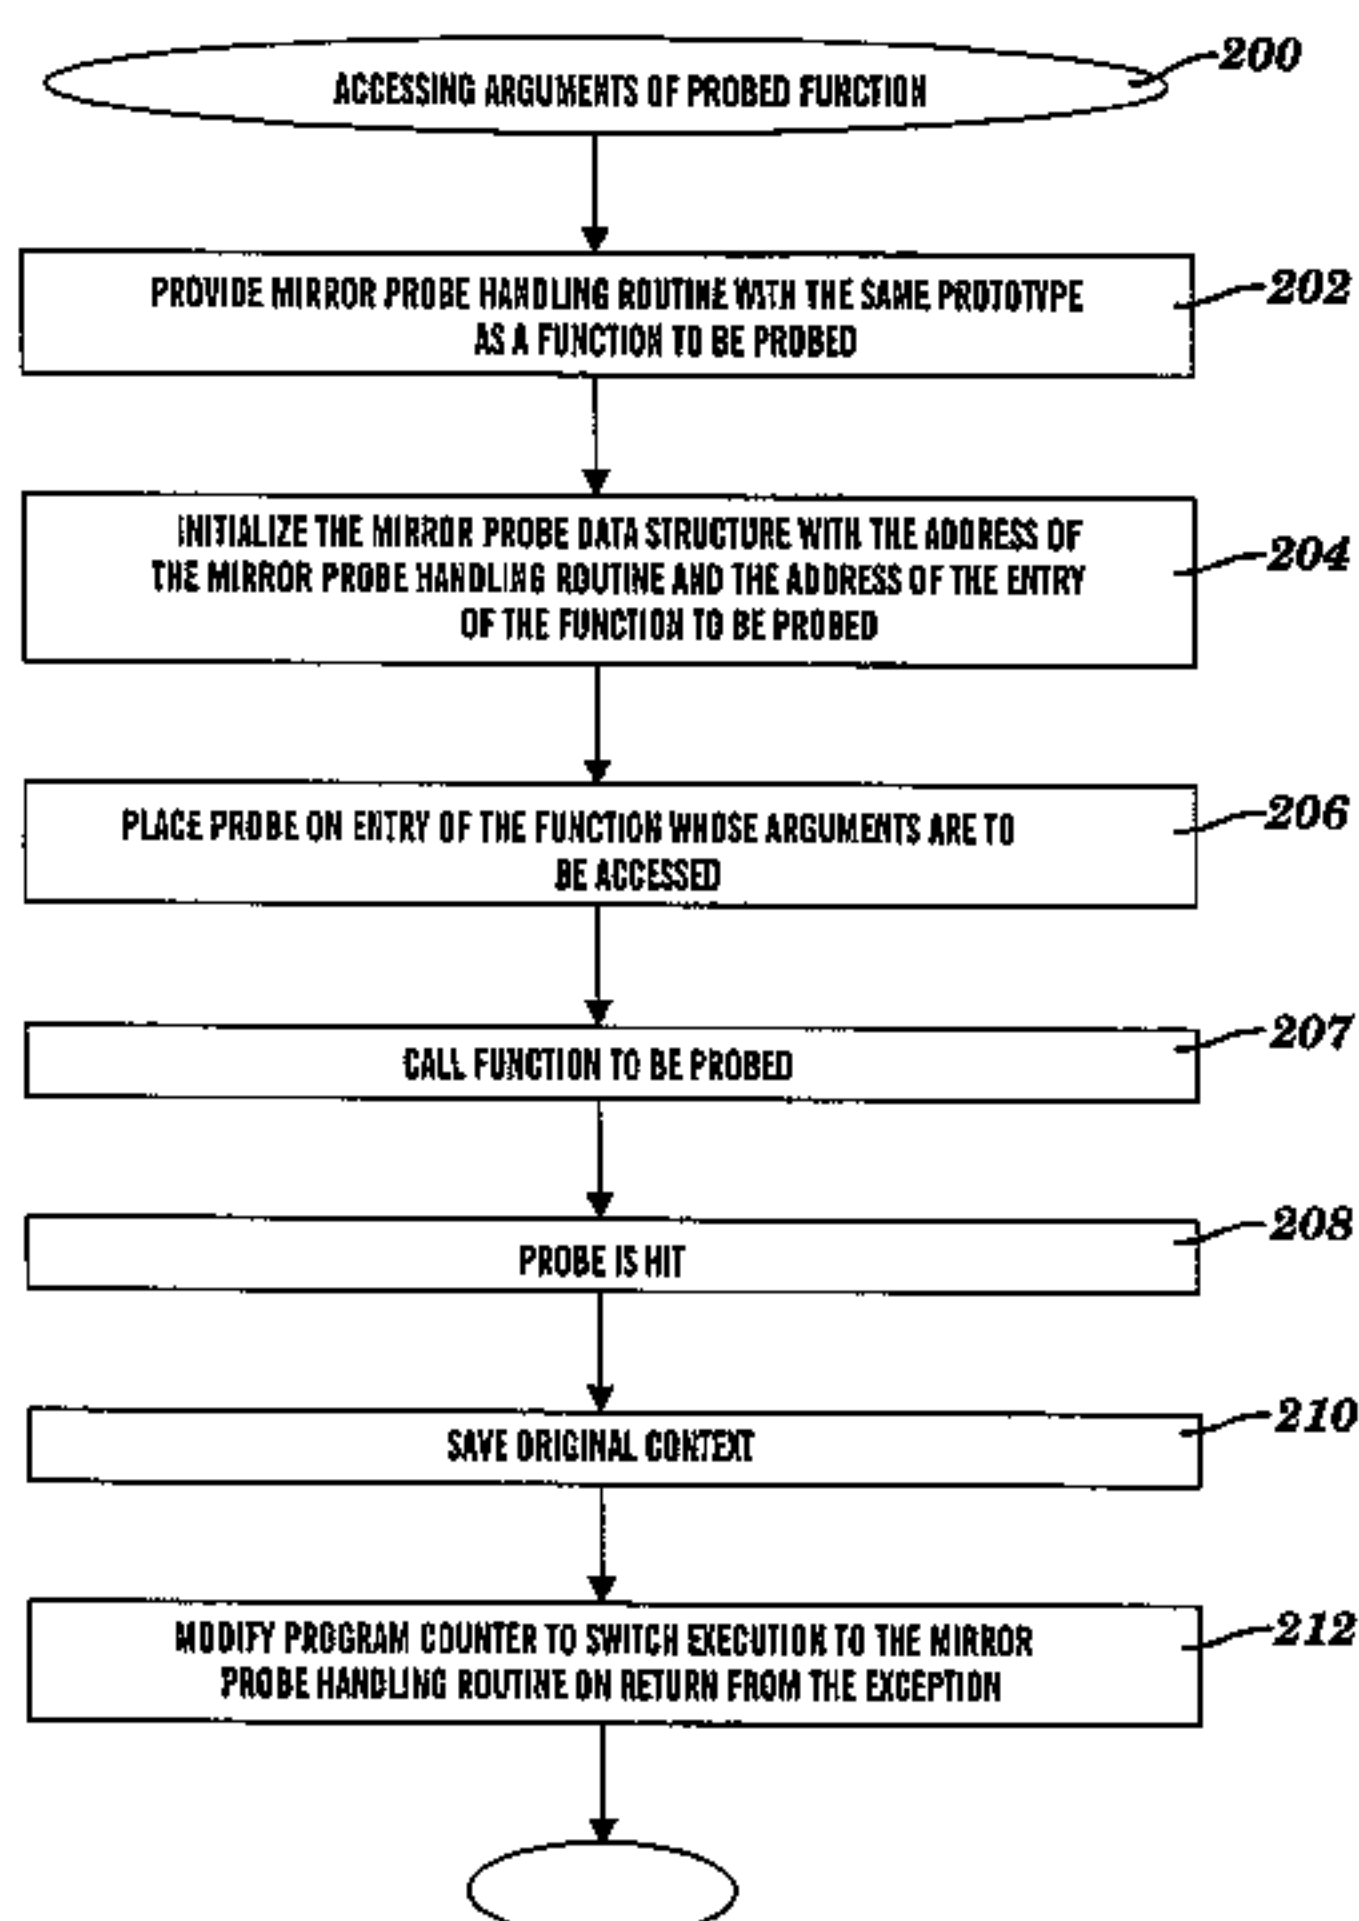 ACCESSING ARGUMENTS OF PROBED FUNCTION
200
PROVIDE MIRROR PROBE HANDLING ROUTINE WITH THE SAME PROTOTYPE
AS A FUNCTION TO BE PROBED
202
INITIALIZE THE MIRROR PROBE DATA STRUCTURE WITH THE ADDRESS OF
THE MIRROR PROBE HANDLING ROUTINE AND THE ADDRESS OF THE ENTRY
OF THE FUNCTION TO BE PROBED
204
PLACE PROBE ON ENTRY OF THE FUNCTION WHOSE ARGUMENTS ARE TO
BE ACCESSED
206
CALL FUNCTION TO BE PROBED
207
PROBE IS HIT
208
SAVE ORIGINAL CONTEXT
210
MODIFY PROGRAM COUNTER TO SWITCH EXECUTION TO THE MIRROR
PROBE HANDLING ROUTINE ON RETURN FROM THE EXCEPTION
212